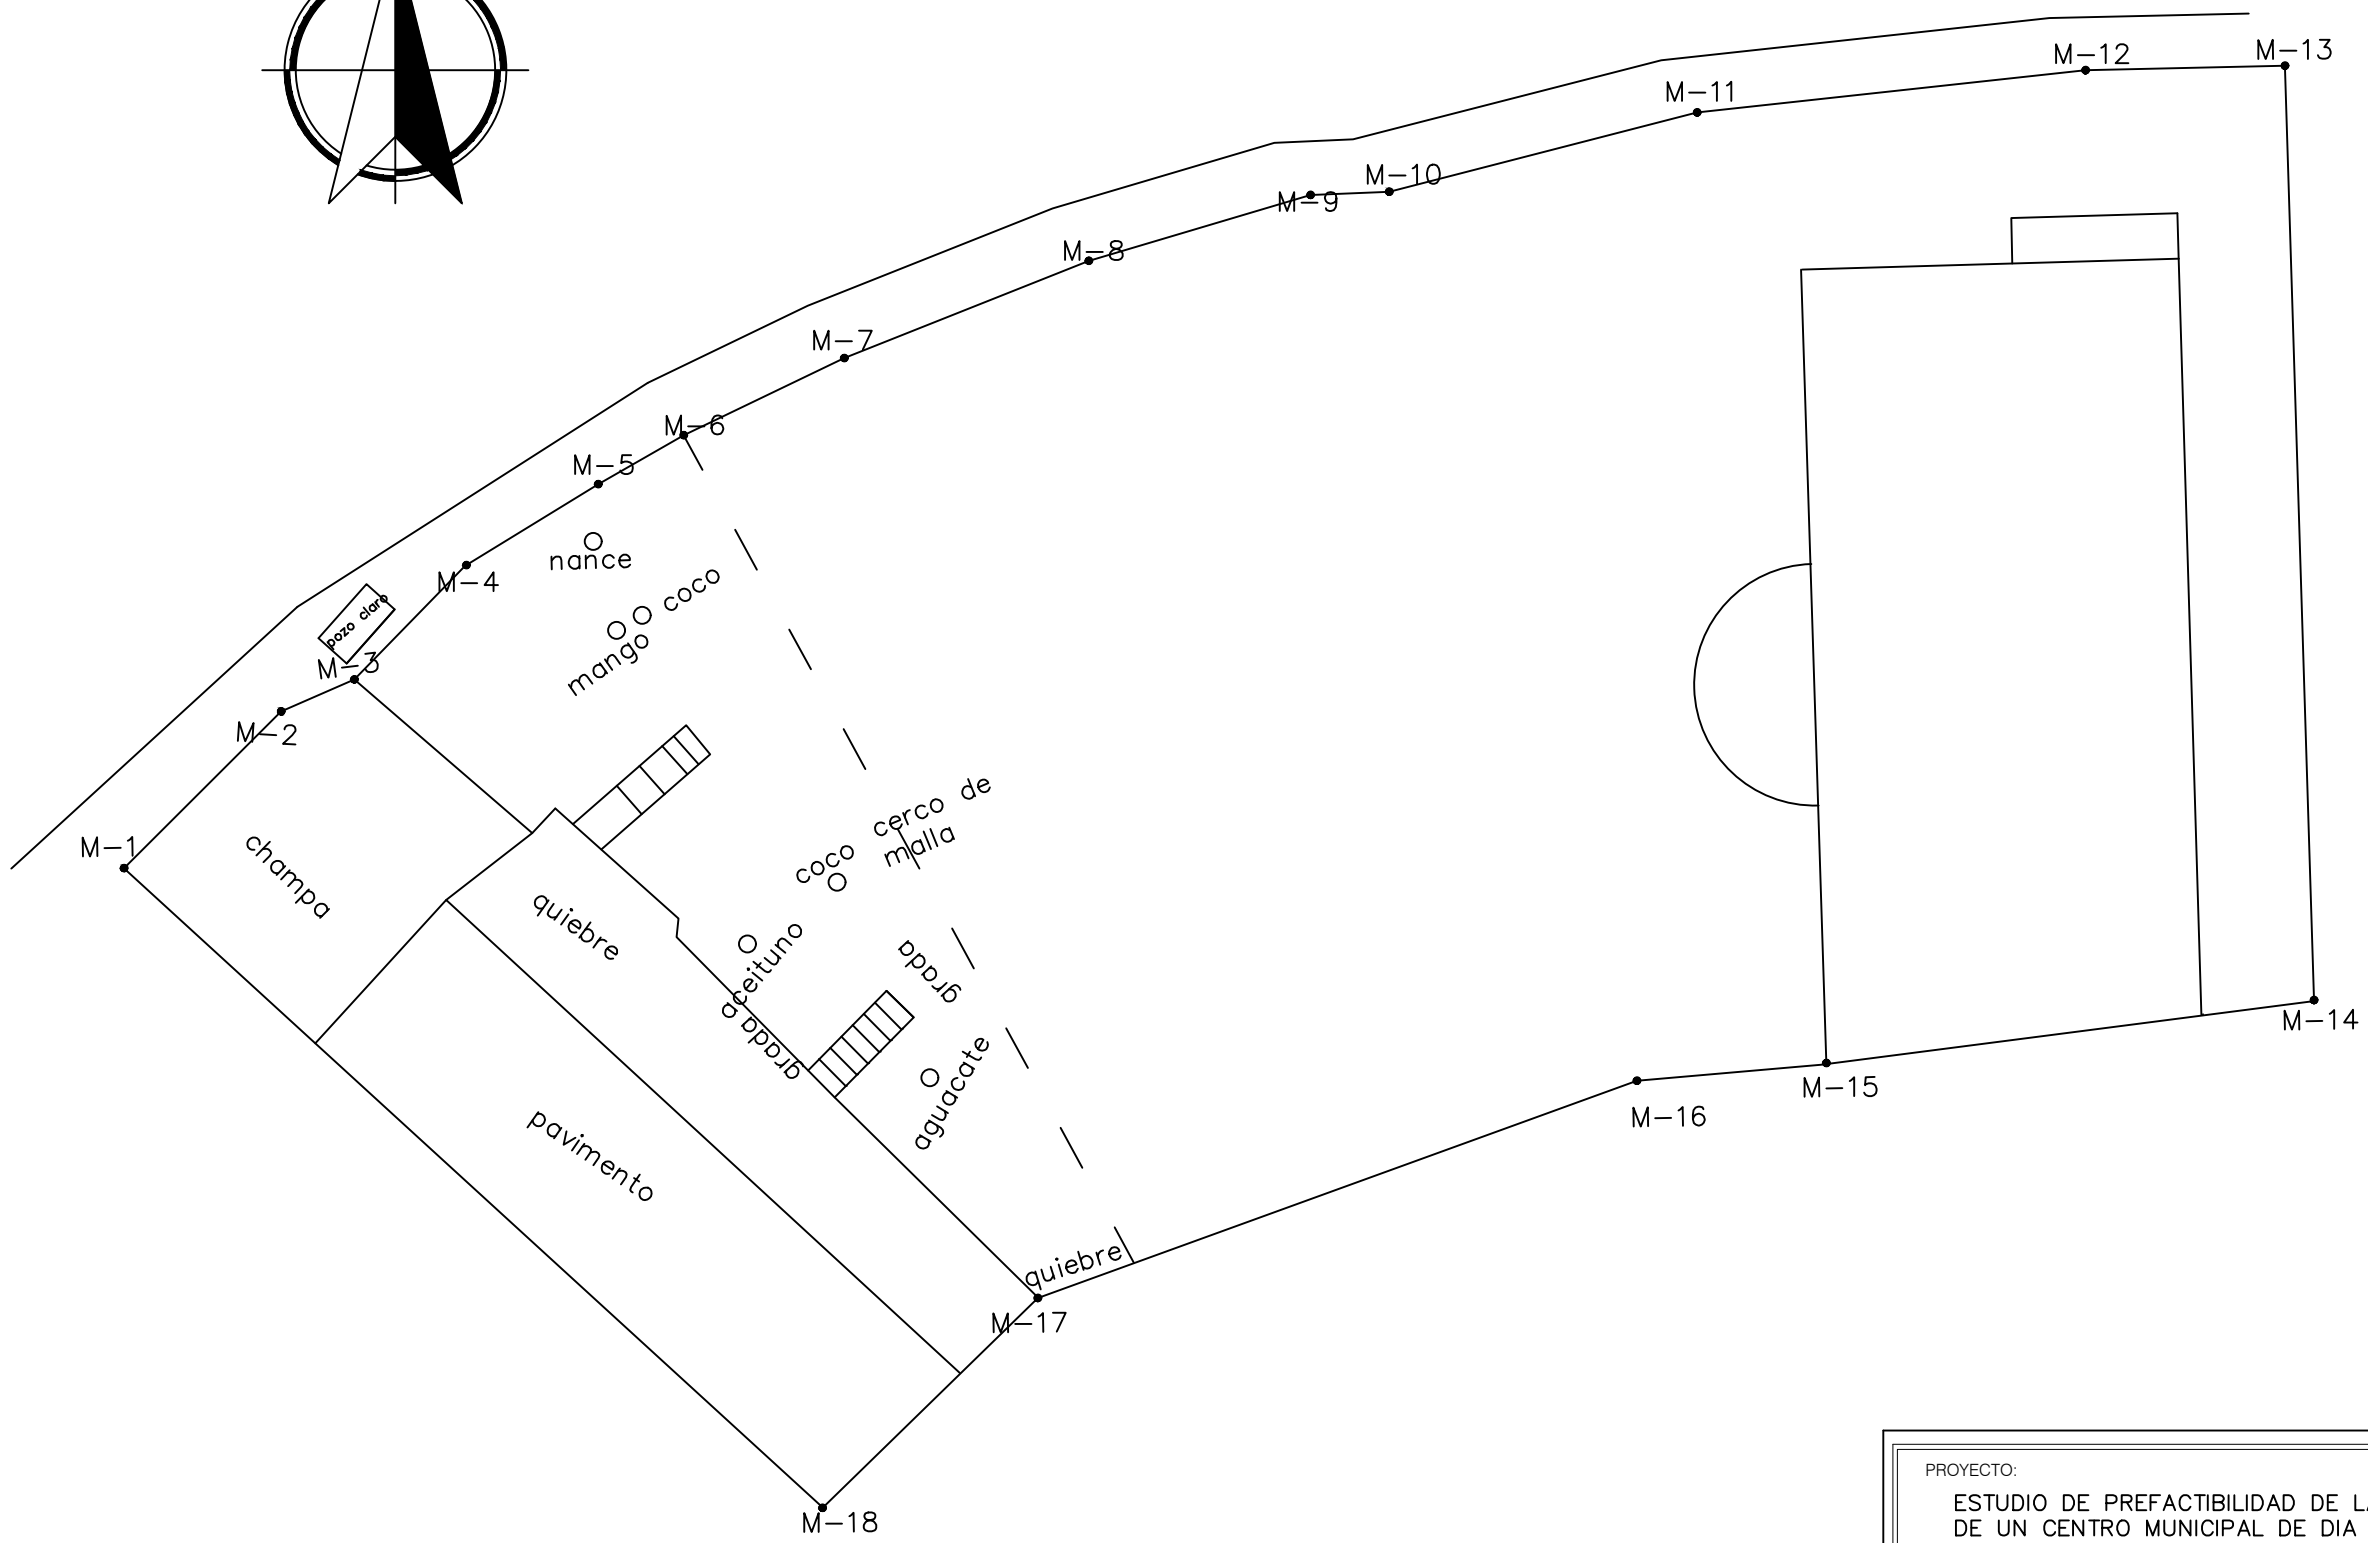 M-13
M-12
M-11
M-10
M-9
M-8
M-7
M-6
M-5
nance
M-4
coco
pozo claro
mango
M-3
M-2
cerco de
malla
M-1
champa
coco
quiebre
aceituno
grada
grada
M-14
aguacate
M-15
M-16
pavimento
quiebre
M-17
M-18
PROYECTO:
ESTUDIO DE PREFACTIBILIDAD DE
DE UN CENTRO MUNICIPAL DE DIA